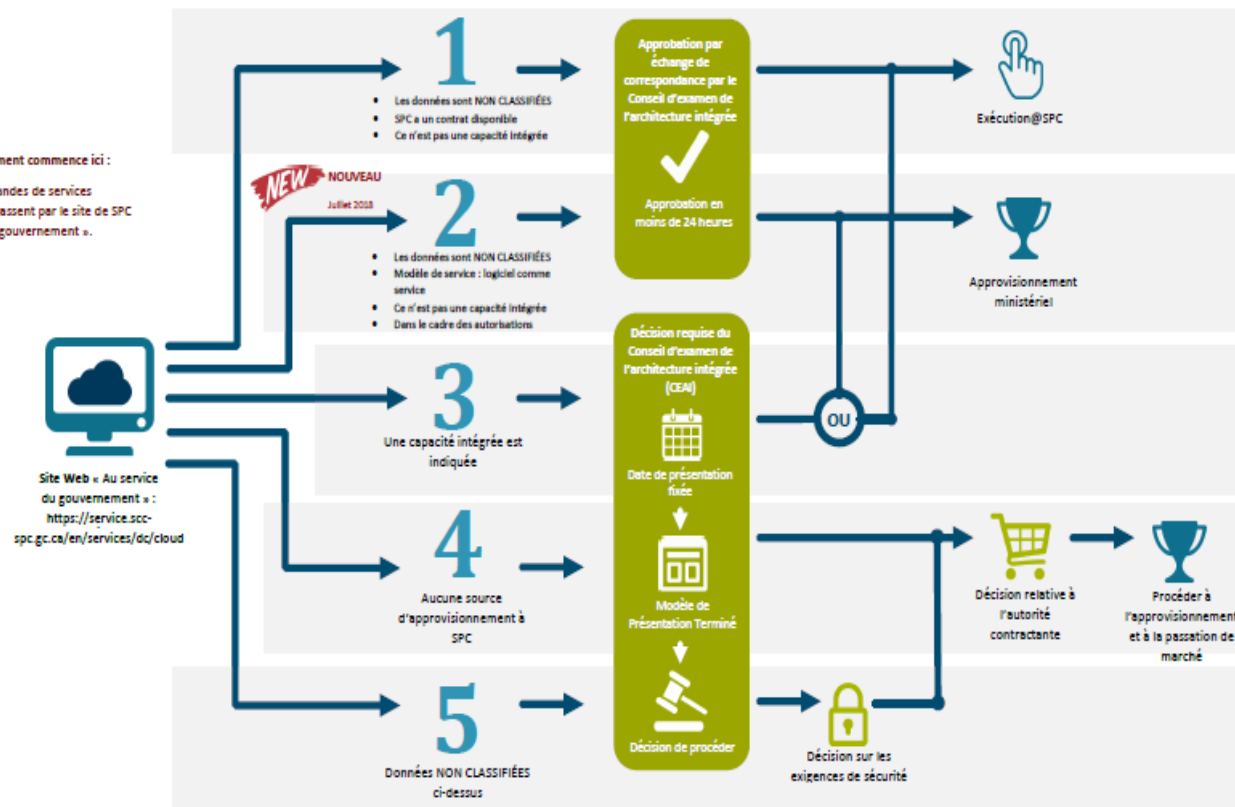 1
Les données sont NON CLASSIFIÉES
SPC a un contrat disponible
Ce n'est pas une capacité intégrée
Approbation par
échange de
correspondance par le
Conseil d'examen de
l'architecture intégrée
Approbation en
moins de 24 heures
Exécution@SPC
ment commence ici :
andes de services
passent par le site de SPC
gouvernement ».
NEW
NOUVEAU
Juillet 2018
2
Les données sont NON CLASSIFIÉES
Modèle de service : logiciel comme
service
Ce n'est pas une capacité intégrée
Dans le cadre des autorisations
Approvisionnement
ministériel
Site Web « Au service
du gouvernement » :
https://service.scc-
spc.gc.ca/en/services/dc/cloud
3
Une capacité intégrée est
indiquée
Décision requise du
Conseil d'examen de
l'architecture intégrée
(CEAI)
Date de présentation
fixée
Modèle de
Présentation Terminé
Décision de procéder
OU
4
Aucune source
d'approvisionnement à
SPC
Décision relative à
l'autorité
contractante
Procéder à
l'approvisionnement
et à la passation de
marché
5
Données NON CLASSIFIÉES
ci-dessus
Décision sur les
exigences de sécurité